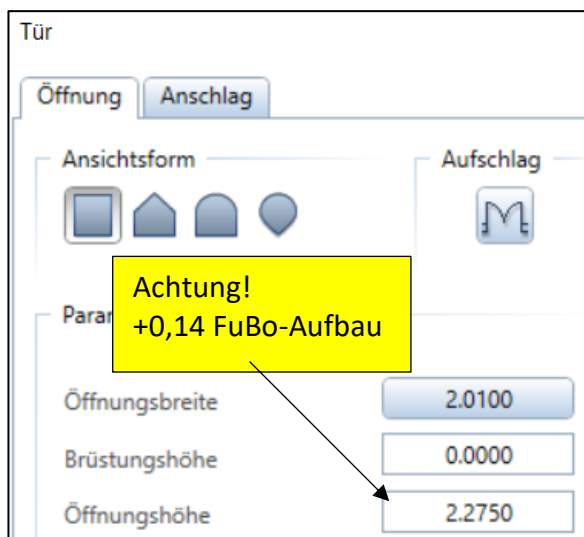 Tür
Öffnung Anschlag
Ansichtsform Aufschlag
Achtung!
+0,14 FuBo-Aufbau
Parar
Öffnungsbreite 2.0100
Brüstungshöhe 0.0000
Öffnungshöhe 2.2750